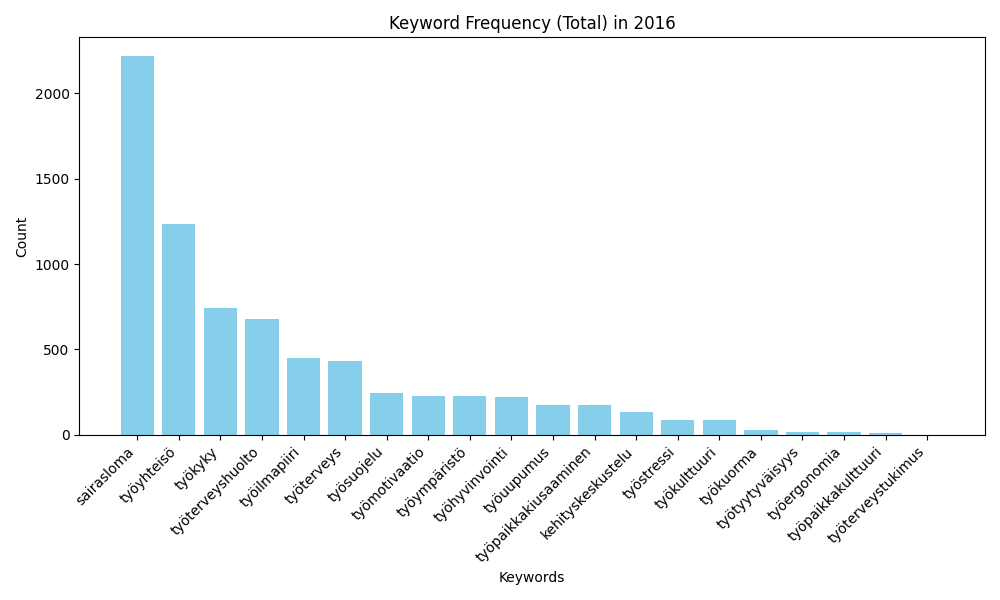 Keyword Frequency (Total) in 2016
Count
2000
1500
1000
500
0
sairasloma
työyhteisö
työkyky
työterveyshuolto
työilmapiiri
työterveys
työsuojelu
työmotivaatio
työympäristö
työhyvinvointi
työuupumus
työpaikkakiusaaminen
kehityskeskustelu
työstressi
työkulttuuri
työkuorma
työtyytyväisyys
työergonomia
työpaikkakulttuuri
työterveystukimus
Keywords